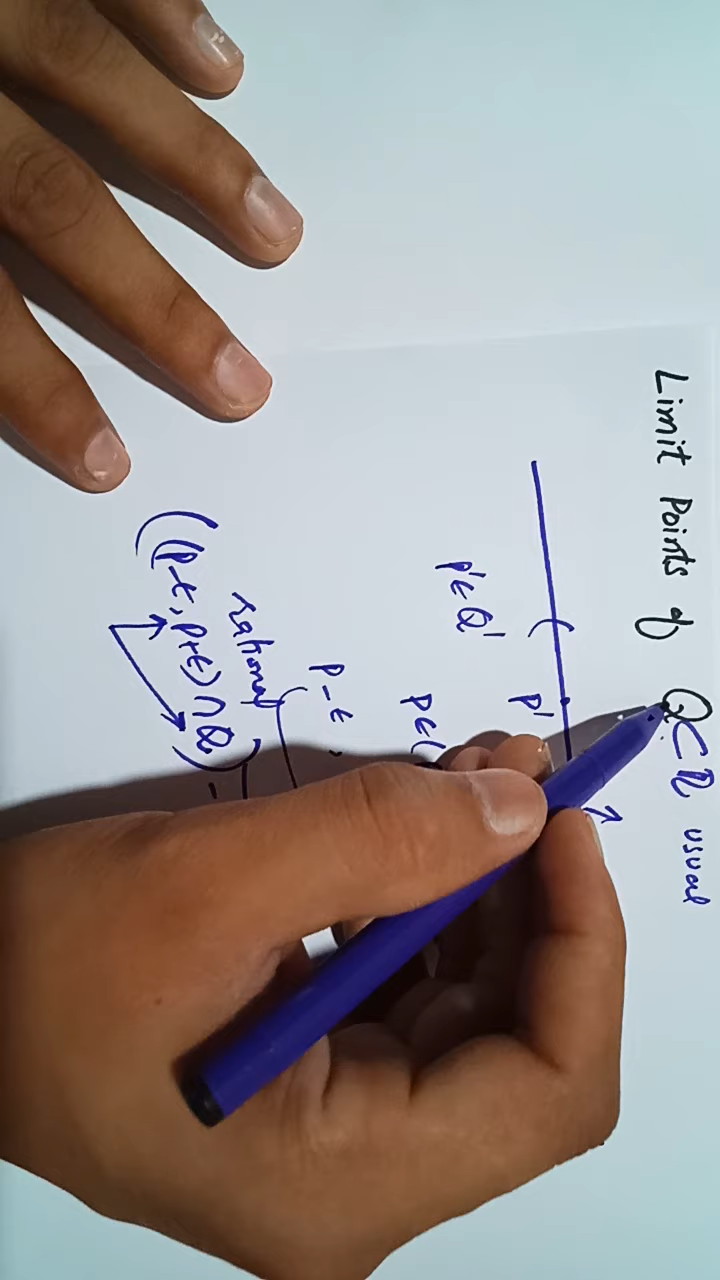 Limit Points of Q⊂R usual
p'
p'∈Q'
p∈(
p-ε,
rational
((p-ε, p+ε)∩Q)-